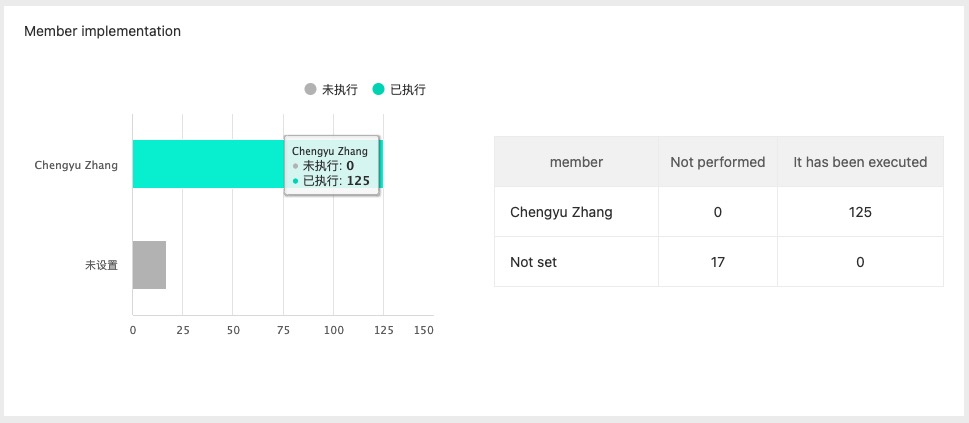 Member implementation
未执行 已执行
Chengyu Zhang
Chengyu Zhang
未执行: 0
已执行: 125
未设置
0 25 50 75 100 125 150
member Not performed It has been executed
Chengyu Zhang 0 125
Not set 17 0